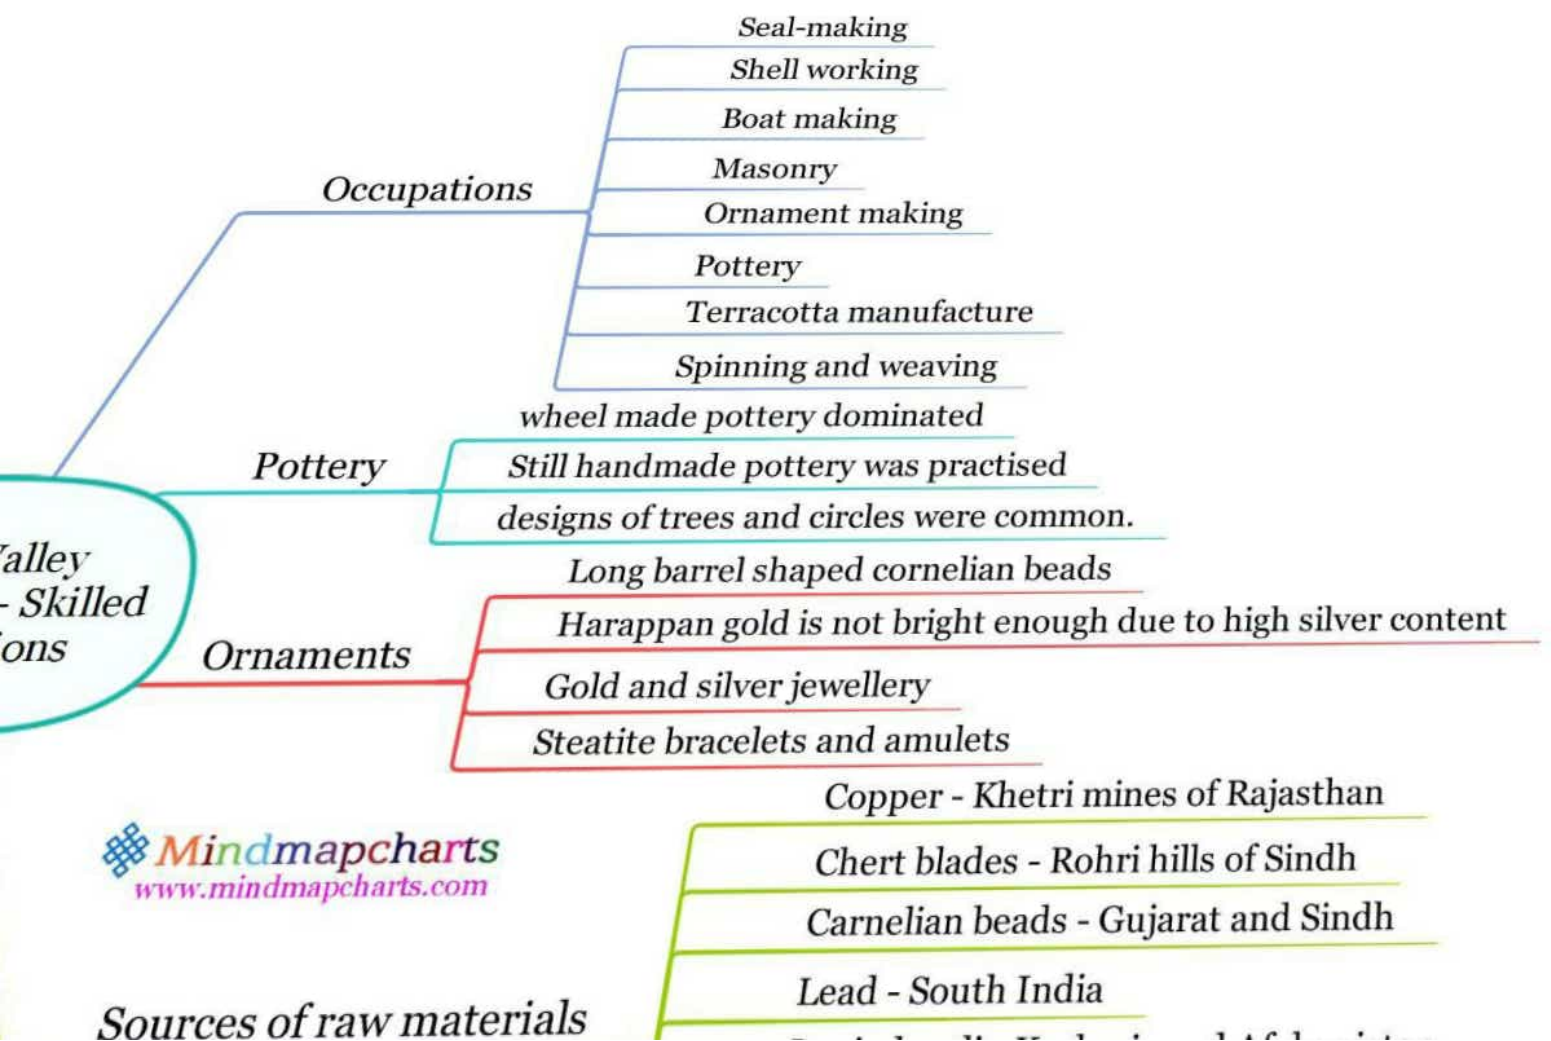 Seal-making
Shell working
Boat making
Masonry
Occupations
Ornament making
Pottery
Terracotta manufacture
Spinning and weaving
wheel made pottery dominated
Pottery
Still handmade pottery was practised
designs of trees and circles were common.
- Skilled
Long barrel shaped cornelian beads
Harappan gold is not bright enough due to high silver content
Ornaments
Gold and silver jewellery
Steatite bracelets and amulets
Copper - Khetri mines of Rajasthan
Mindmapcharts
www.mindmapcharts.com
Chert blades - Rohri hills of Sindh
Carnelian beads - Gujarat and Sindh
Lead - South India
Sources of raw materials